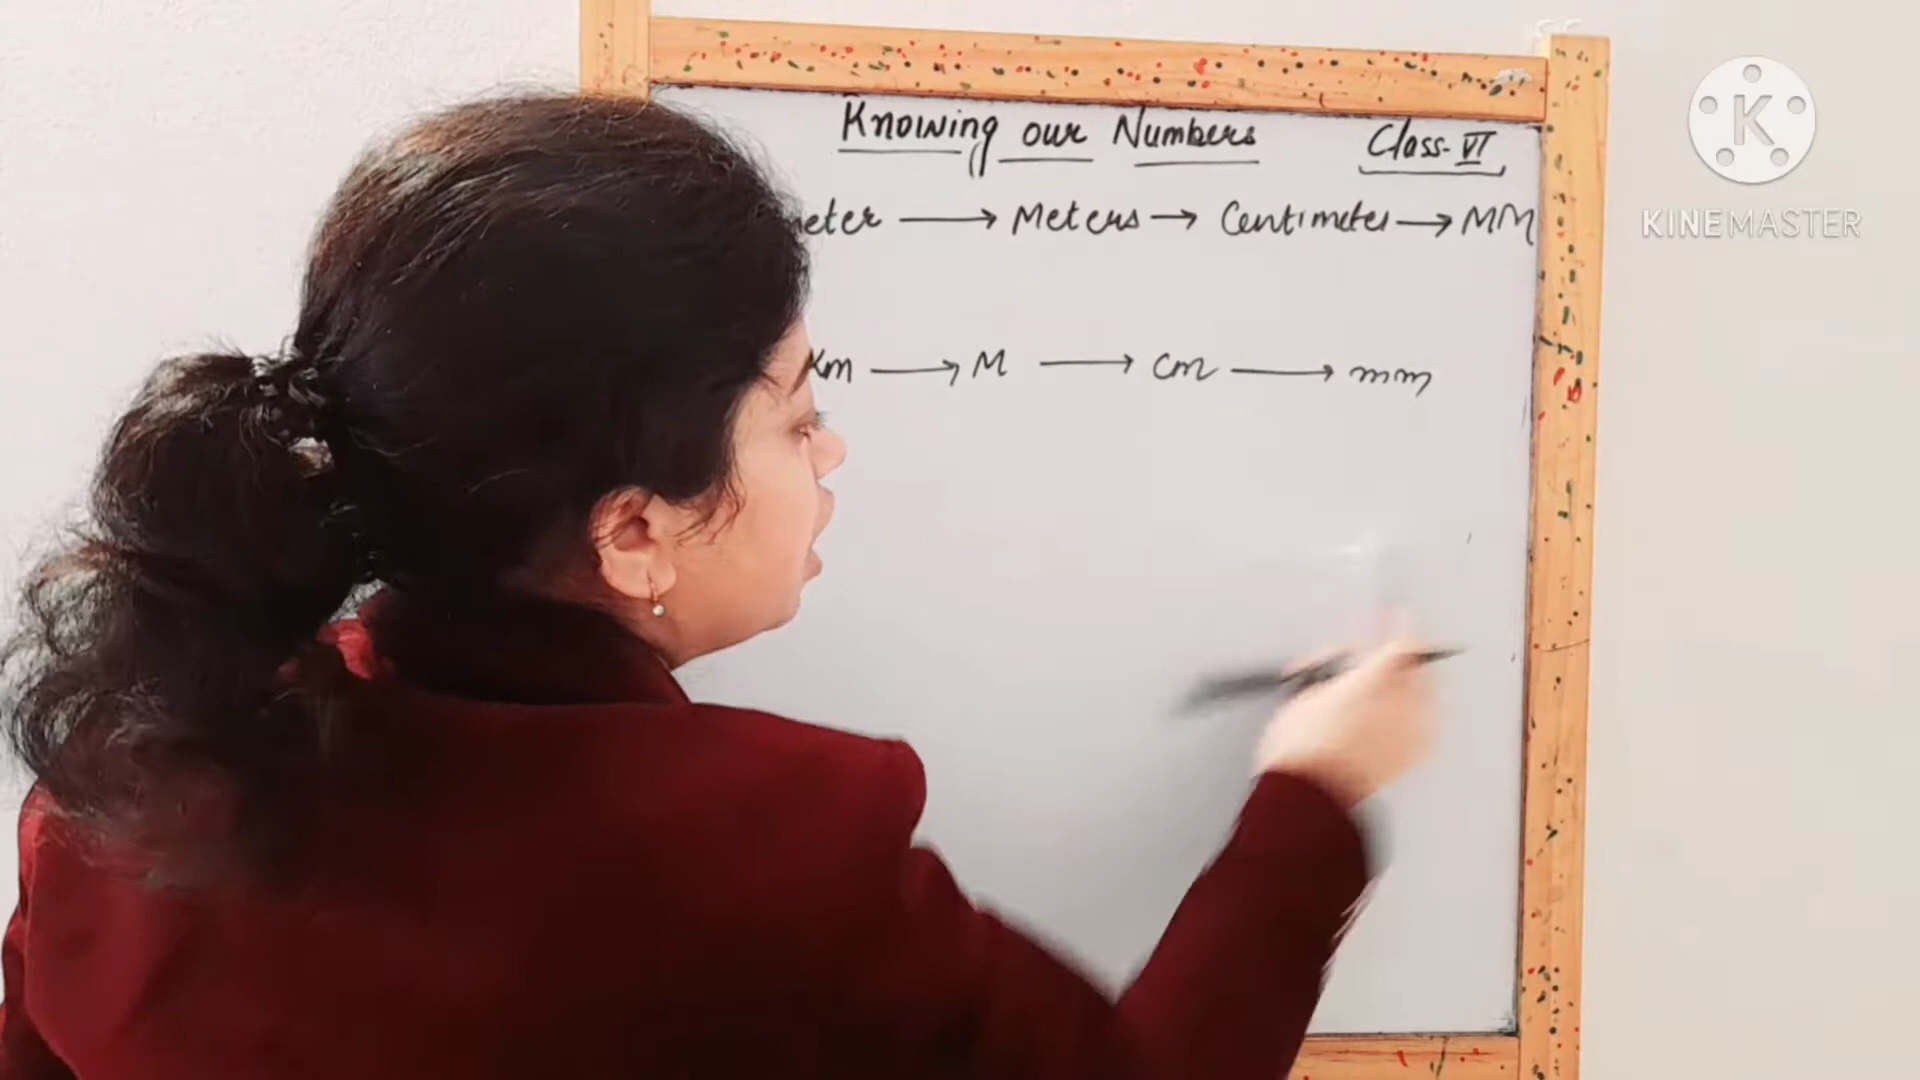 Knowing our Numbers Class-VI
meter → Meters → Centimeter → MM
Km → M → Cm → mm
K
KINEMASTER